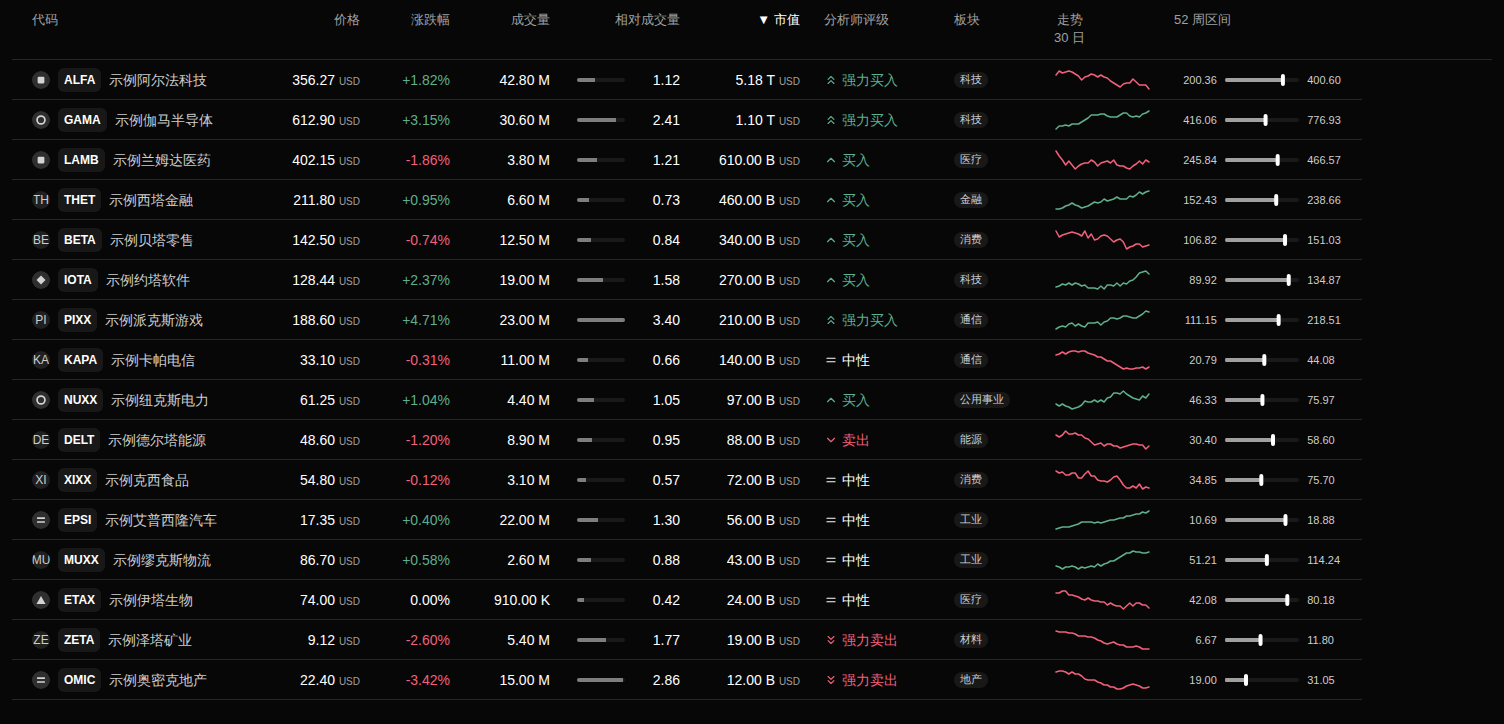 代码 价格 涨跌幅 成交量 相对成交量 ▼ 市值 分析师评级 板块 走势 52 周区间
30 日
ALFA 示例阿尔法科技 356.27 USD +1.82% 42.80 M 1.12 5.18 T USD 强力买入 科技 200.36 400.60
GAMA 示例伽马半导体 612.90 USD +3.15% 30.60 M 2.41 1.10 T USD 强力买入 科技 416.06 776.93
LAMB 示例兰姆达医药 402.15 USD -1.86% 3.80 M 1.21 610.00 B USD 买入 医疗 245.84 466.57
TH THET 示例西塔金融 211.80 USD +0.95% 6.60 M 0.73 460.00 B USD 买入 金融 152.43 238.66
BE BETA 示例贝塔零售 142.50 USD -0.74% 12.50 M 0.84 340.00 B USD 买入 消费 106.82 151.03
IOTA 示例约塔软件 128.44 USD +2.37% 19.00 M 1.58 270.00 B USD 买入 科技 89.92 134.87
PI PIXX 示例派克斯游戏 188.60 USD +4.71% 23.00 M 3.40 210.00 B USD 强力买入 通信 111.15 218.51
KA KAPA 示例卡帕电信 33.10 USD -0.31% 11.00 M 0.66 140.00 B USD 中性 通信 20.79 44.08
NUXX 示例纽克斯电力 61.25 USD +1.04% 4.40 M 1.05 97.00 B USD 买入 公用事业 46.33 75.97
DE DELT 示例德尔塔能源 48.60 USD -1.20% 8.90 M 0.95 88.00 B USD 卖出 能源 30.40 58.60
XI XIXX 示例克西食品 54.80 USD -0.12% 3.10 M 0.57 72.00 B USD 中性 消费 34.85 75.70
EPSI 示例艾普西隆汽车 17.35 USD +0.40% 22.00 M 1.30 56.00 B USD 中性 工业 10.69 18.88
MU MUXX 示例缪克斯物流 86.70 USD +0.58% 2.60 M 0.88 43.00 B USD 中性 工业 51.21 114.24
ETAX 示例伊塔生物 74.00 USD 0.00% 910.00 K 0.42 24.00 B USD 中性 医疗 42.08 80.18
ZE ZETA 示例泽塔矿业 9.12 USD -2.60% 5.40 M 1.77 19.00 B USD 强力卖出 材料 6.67 11.80
OMIC 示例奥密克地产 22.40 USD -3.42% 15.00 M 2.86 12.00 B USD 强力卖出 地产 19.00 31.05